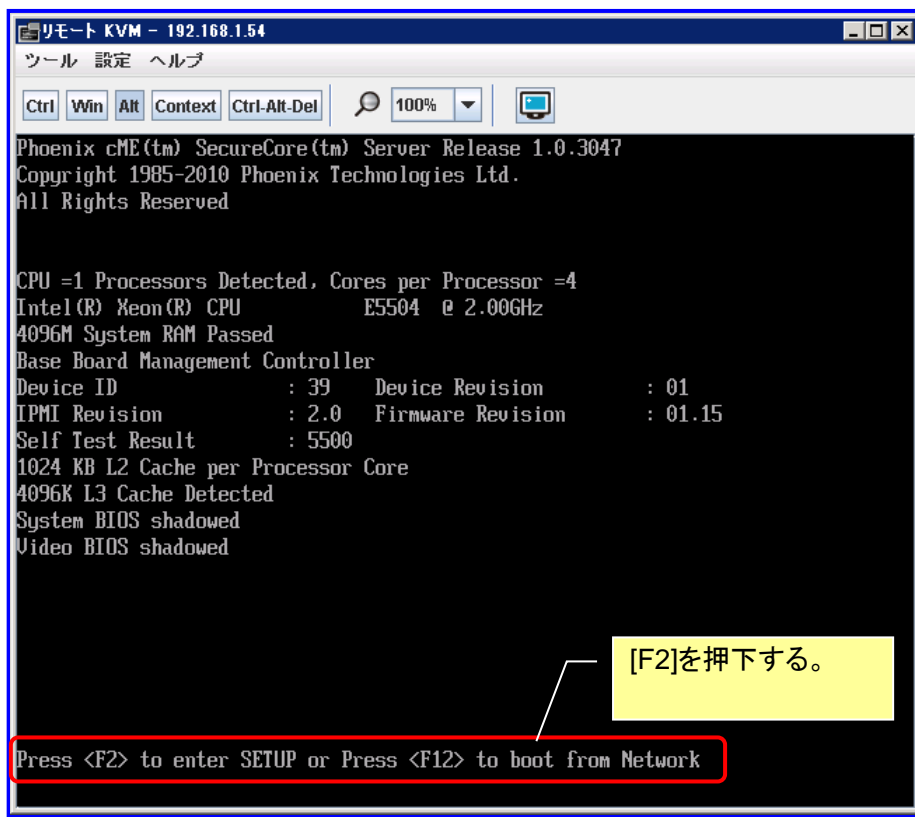 リモート KVM - 192.168.1.54
ツール 設定 ヘルプ
Ctrl Win Alt Context Ctrl-Alt-Del 100%
Phoenix cME(tm) SecureCore(tm) Server Release 1.0.3047
Copyright 1985-2010 Phoenix Technologies Ltd.
All Rights Reserved
CPU =1 Processors Detected, Cores per Processor =4
Intel(R) Xeon(R) CPU E5504 @ 2.00GHz
4096M System RAM Passed
Base Board Management Controller
Device ID : 39 Device Revision : 01
IPMI Revision : 2.0 Firmware Revision : 01.15
Self Test Result : 5500
1024 KB L2 Cache per Processor Core
4096K L3 Cache Detected
System BIOS shadowed
Video BIOS shadowed
[F2]を押下する。
Press <F2> to enter SETUP or Press <F12> to boot from Network